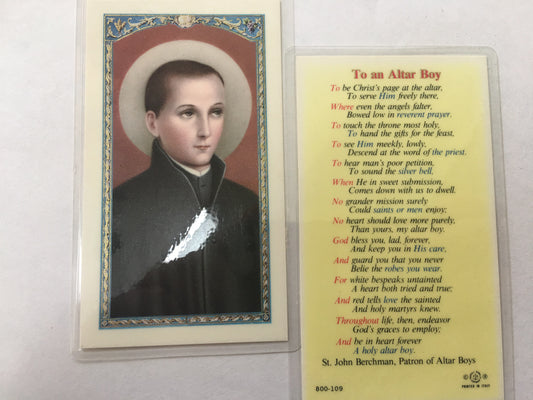 To an Altar Boy
To be Christ's page at the altar,
To serve Him freely there,
Where even the angels falter,
Bowed low in reverent prayer.
To touch the throne most holy,
To hand the gifts for the feast,
To see Him meekly, lowly,
Descend at the word of the priest.
To hear man's poor petition,
To sound the silver bell,
When He in sweet submission,
Comes down with us to dwell.
No grander mission surely
Could saints or men enjoy;
No heart should love more purely,
Than yours, my altar boy.
God bless you, lad, forever,
And keep you in His care,
And guard you that you never
Belie the robes you wear.
For white bespeaks untainted
A heart both tried and true;
And red tells love the sainted
And holy martyrs knew.
Throughout life, then, endeavor
God's graces to employ;
And be in heart forever
A holy altar boy.
St. John Berchman, Patron of Altar Boys
800-109
PRINTED IN ITALY